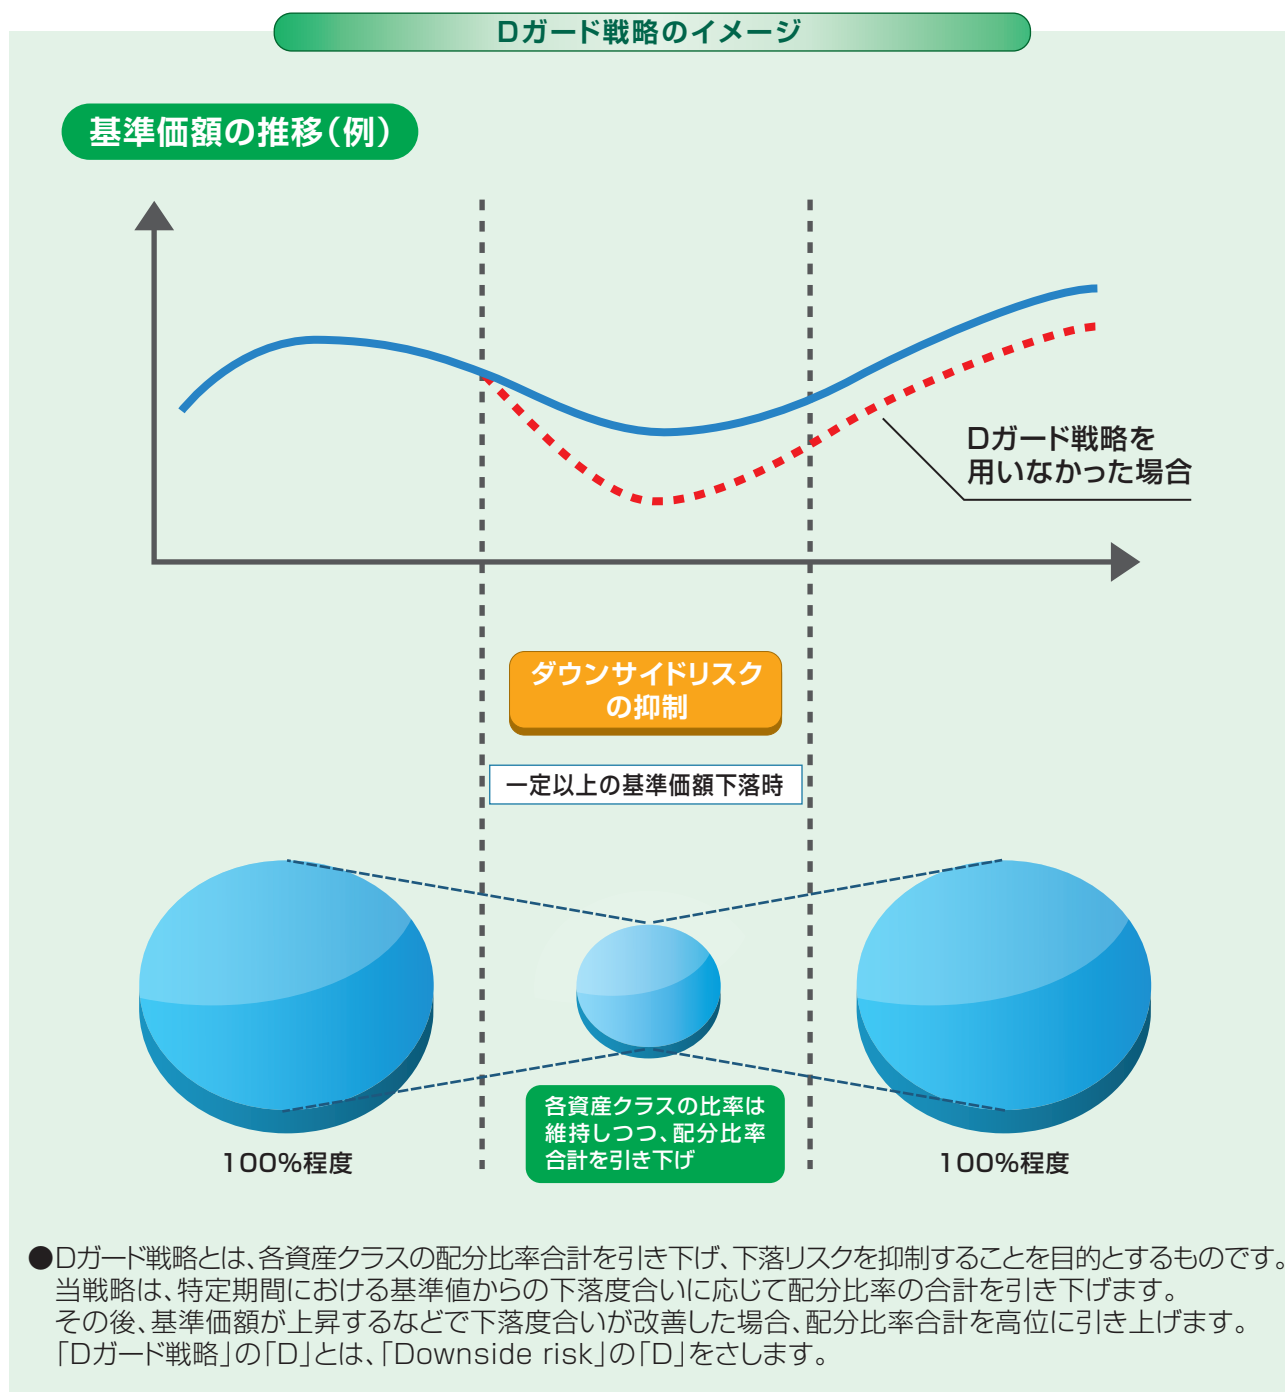 Dガード戦略のイメージ
基準価額の推移(例)
Dガード戦略を
用いなかった場合
ダウンサイドリスク
の抑制
一定以上の基準価額下落時
各資産クラスの比率は
維持しつつ、配分比率
合計を引き下げ
100%程度
100%程度
●Dガード戦略とは、各資産クラスの配分比率合計を引き下げ、下落リスクを抑制することを目的とするものです。
当戦略は、特定期間における基準値からの下落度合いに応じて配分比率の合計を引き下げます。
その後、基準価額が上昇するなどで下落度合いが改善した場合、配分比率合計を高位に引き上げます。
「Dガード戦略」の「D」とは、「Downside risk」の「D」をさします。